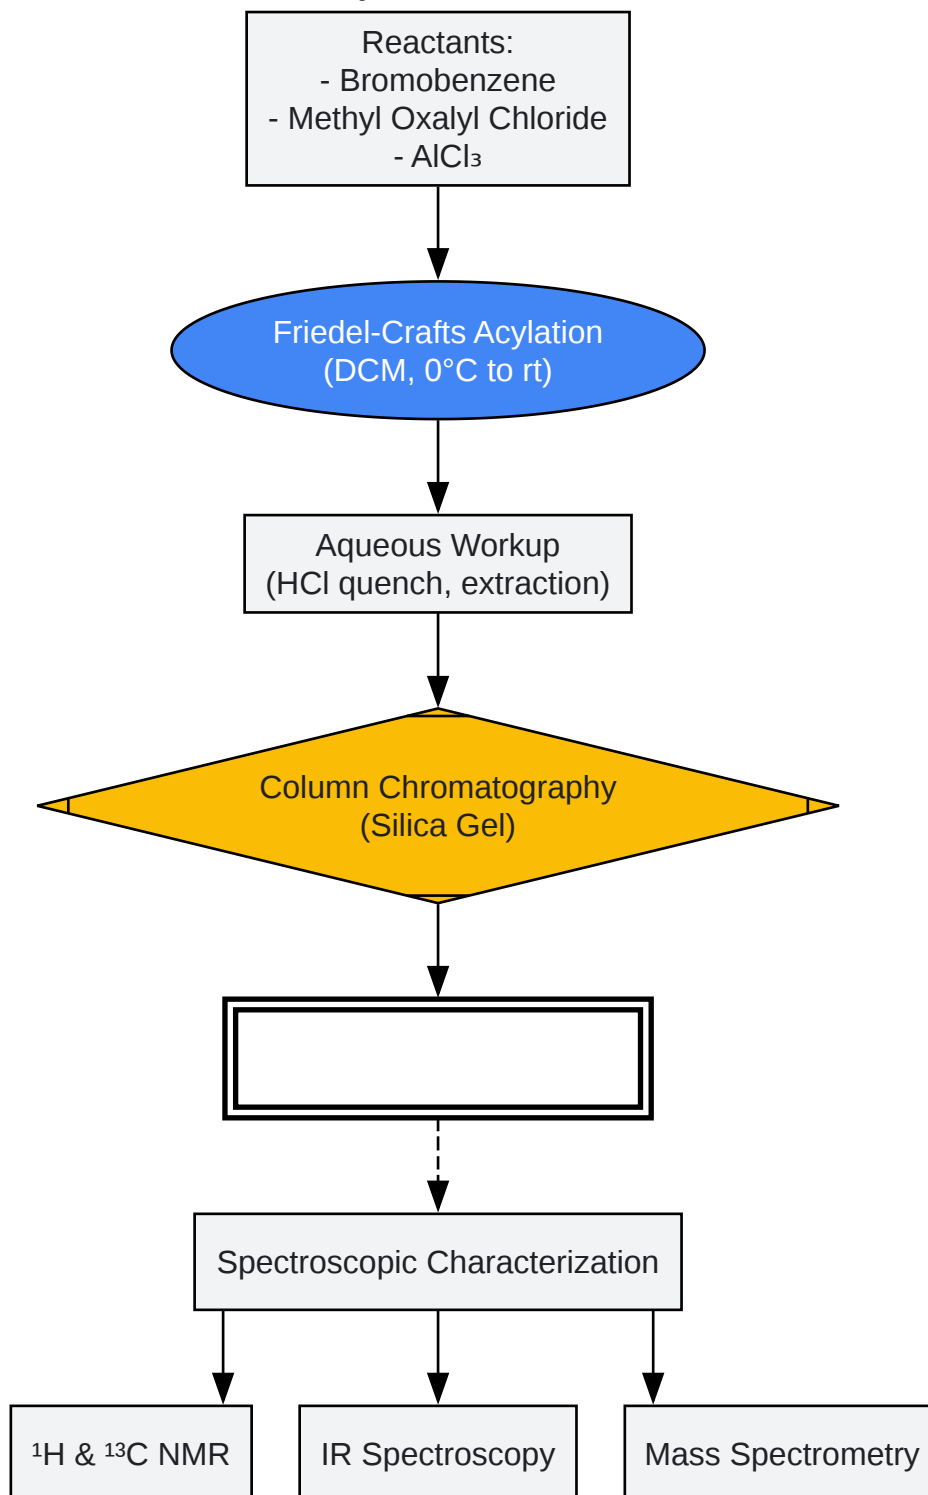 Reactants:
- Bromobenzene
- Methyl Oxalyl Chloride
- AlCl₃
Friedel-Crafts Acylation
(DCM, 0°C to rt)
Aqueous Workup
(HCl quench, extraction)
Column Chromatography
(Silica Gel)
Spectroscopic Characterization
¹H & ¹³C NMR
IR Spectroscopy
Mass Spectrometry